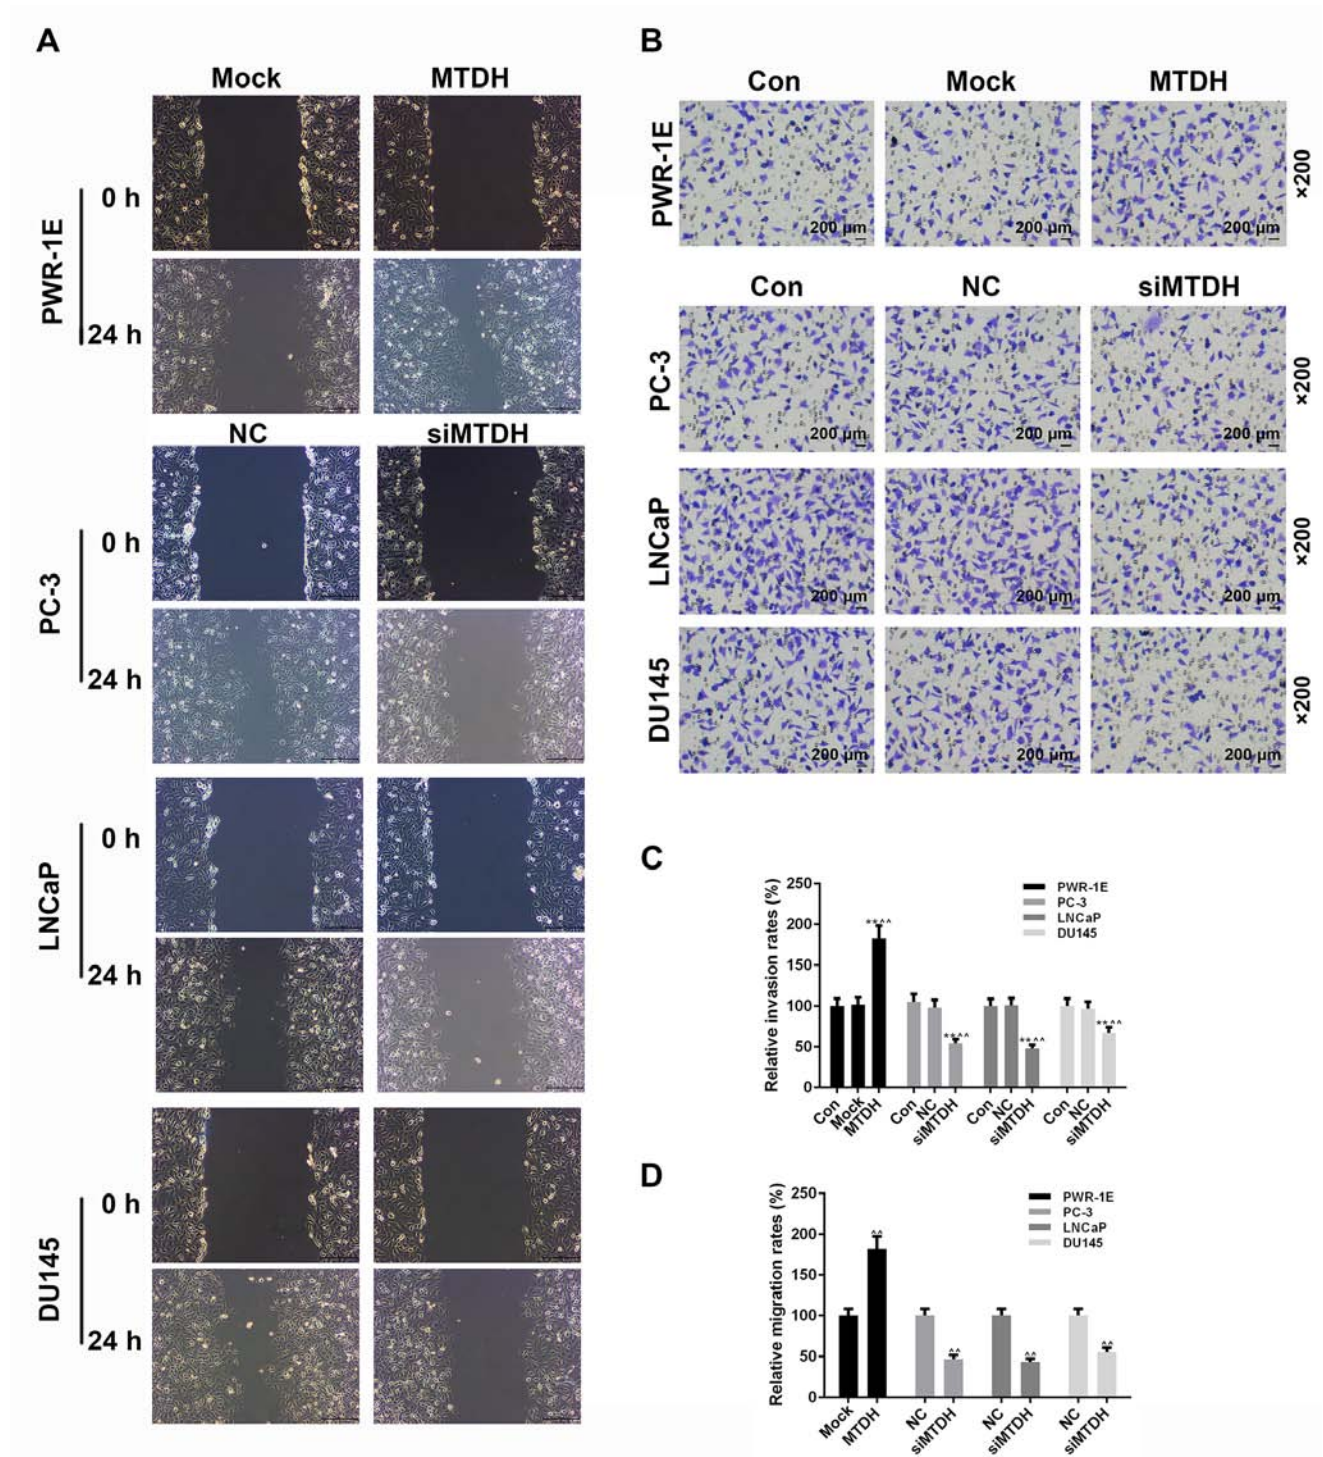 A
Mock MTDH
PWR-1E
0 h
24 h
NC siMTDH
PC-3
0 h
24 h
LNCaP
0 h
24 h
DU145
0 h
24 h
B
Con Mock MTDH
PWR-1E
200 µm 200 µm 200 µm
×200
Con NC siMTDH
PC-3
200 µm 200 µm 200 µm
×200
LNCaP
200 µm 200 µm 200 µm
×200
DU145
200 µm 200 µm 200 µm
×200
C
Relative invasion rates (%)
250
200
150
100
50
0
**^^
**^^
**^^
**^^
PWR-1E
PC-3
LNCaP
DU145
Con Mock MTDH Con NC siMTDH Con NC siMTDH Con NC siMTDH
D
Relative migration rates (%)
250
200
150
100
50
0
^^
^^
^^
^^
PWR-1E
PC-3
LNCaP
DU145
Mock MTDH NC siMTDH NC siMTDH NC siMTDH